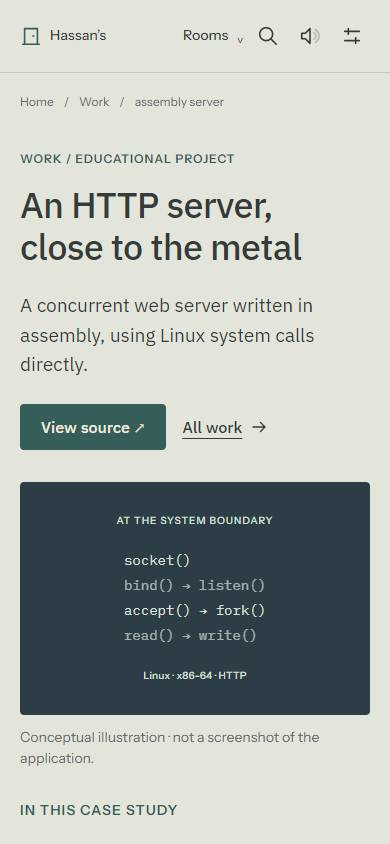 Hassan's
Rooms
Home / Work / assembly server
WORK / EDUCATIONAL PROJECT
An HTTP server,
close to the metal
A concurrent web server written in
assembly, using Linux system calls
directly.
View source ↗ All work →
AT THE SYSTEM BOUNDARY
socket()
bind() → listen()
accept() → fork()
read() → write()
Linux · x86-64 · HTTP
Conceptual illustration · not a screenshot of the
application.
IN THIS CASE STUDY